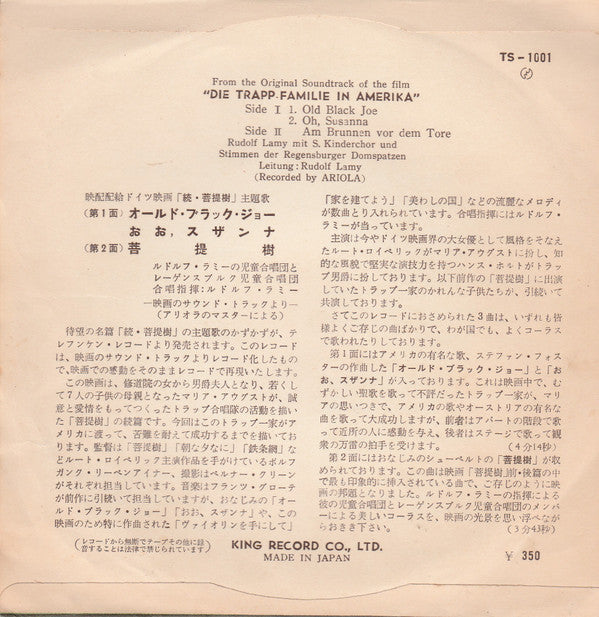 TS-1001
From the Original Soundtrack of the film
"DIE TRAPP-FAMILIE IN AMERIKA"
Side I 1. Old Black Joe
2. Oh, Susanna
Side II Am Brunnen vor dem Tore
Rudolf Lamy mit S. Kinderchor und
Stimmen der Regensburger Domspatzen
Leitung: Rudolf Lamy
(Recorded by ARIOLA)
映配配給ドイツ映画「続・菩提樹」主題歌
(第1面) オールド・ブラック・ジョー
おお, スザンナ
(第2面) 菩提樹
ルドルフ・ラミーの児童合唱団と
レーゲンスブルク児童合唱団
合唱指揮:ルドルフ・ラミー
―映画のサウンド・トラックより―
(アリオラのマスターによる)
待望の名篇「続・菩提樹」の主題歌のかずかずが、テ
レフンケン・レコードより発売されます。このレコード
は、映画のサウンド・トラックよりレコード化したもの
で、映画での感動をそのままレコードで再現いたします。
この映画は、修道院の女から男爵夫人となり、若くし
て7人の子供の母親となったマリア・アウグストが、誠
意と愛情をもってつくったトラップ合唱隊の活動を描い
た「菩提樹」の続篇です。今回はこのトラップ一家がア
メリカに渡って、苦難を耐えて成功するまでを描いてお
ります。監督は「菩提樹」「朝な夕なに」「鉄条網」な
どルート・ロイベリック主演作品を手がけているボルフ
ガンク・リーベンアイナー、撮影はベルナー・クリーン
がそれぞれ担当しています。音楽はフランツ・グローテ
が前作に引続いて担当していますが、おなじみの「オー
ルド・ブラック・ジョー」「おお、スザンナ」や、この
映画のため特に作曲された「ヴァイオリンを手にして」
「家を建てよう」「美わしの国」などの流麗なメロディ
が数曲とり入れられています。合唱指揮にはルドルフ・
ラミーが当っています。
主演は今やドイツ映画界の大女優として風格をそなえ
たルート・ロイベリックがマリア・アウグストに扮し、知
的な風貌で堅実な演技力を持つハンス・ホルトがトラッ
プ男爵に扮しております。以下前作の「菩提樹」に出演し
ていたトラップ一家のかれんな子供たちが、引続いて
共演しております。
さてこのレコードにおさめられた3曲は、いずれも皆
様よくご存じの曲ばかりで、わが国でも、よくコーラス
で歌われたりしております。
第1面にはアメリカの有名な歌、ステファン・フォス
ターの作曲した「オールド・ブラック・ジョー」と「お
お、スザンナ」が入っております。これは映画中で、む
ずかしい聖歌を歌って不評だったトラップ一家が、マリ
アの思いつきで、アメリカの歌やオーストリアの有名な
曲を歌って大成功しますが、前者はアパートの階段で歌
って近所の人に感動を与え、後者はステージで歌って観
衆の万雷の拍手を受けます。
(4分14秒)
第2面にはおなじみのシューベルトの「菩提樹」が収
められております。この曲は映画「菩提樹」前・後篇の中
で最も印象的に挿入されている曲で、ご存じのように映
画の邦題となりました。ルドルフ・ラミーの指揮による
彼の児童合唱団とレーゲンスブルク児童合唱団のメンバ
ーによる美しいコーラスを、映画の光景を思い浮べなが
らおきき下さい。
(3分43秒)
(レコードから無断でテープその他に録
音することは法律で禁じられています)
KING RECORD CO., LTD.
MADE IN JAPAN
¥ 350